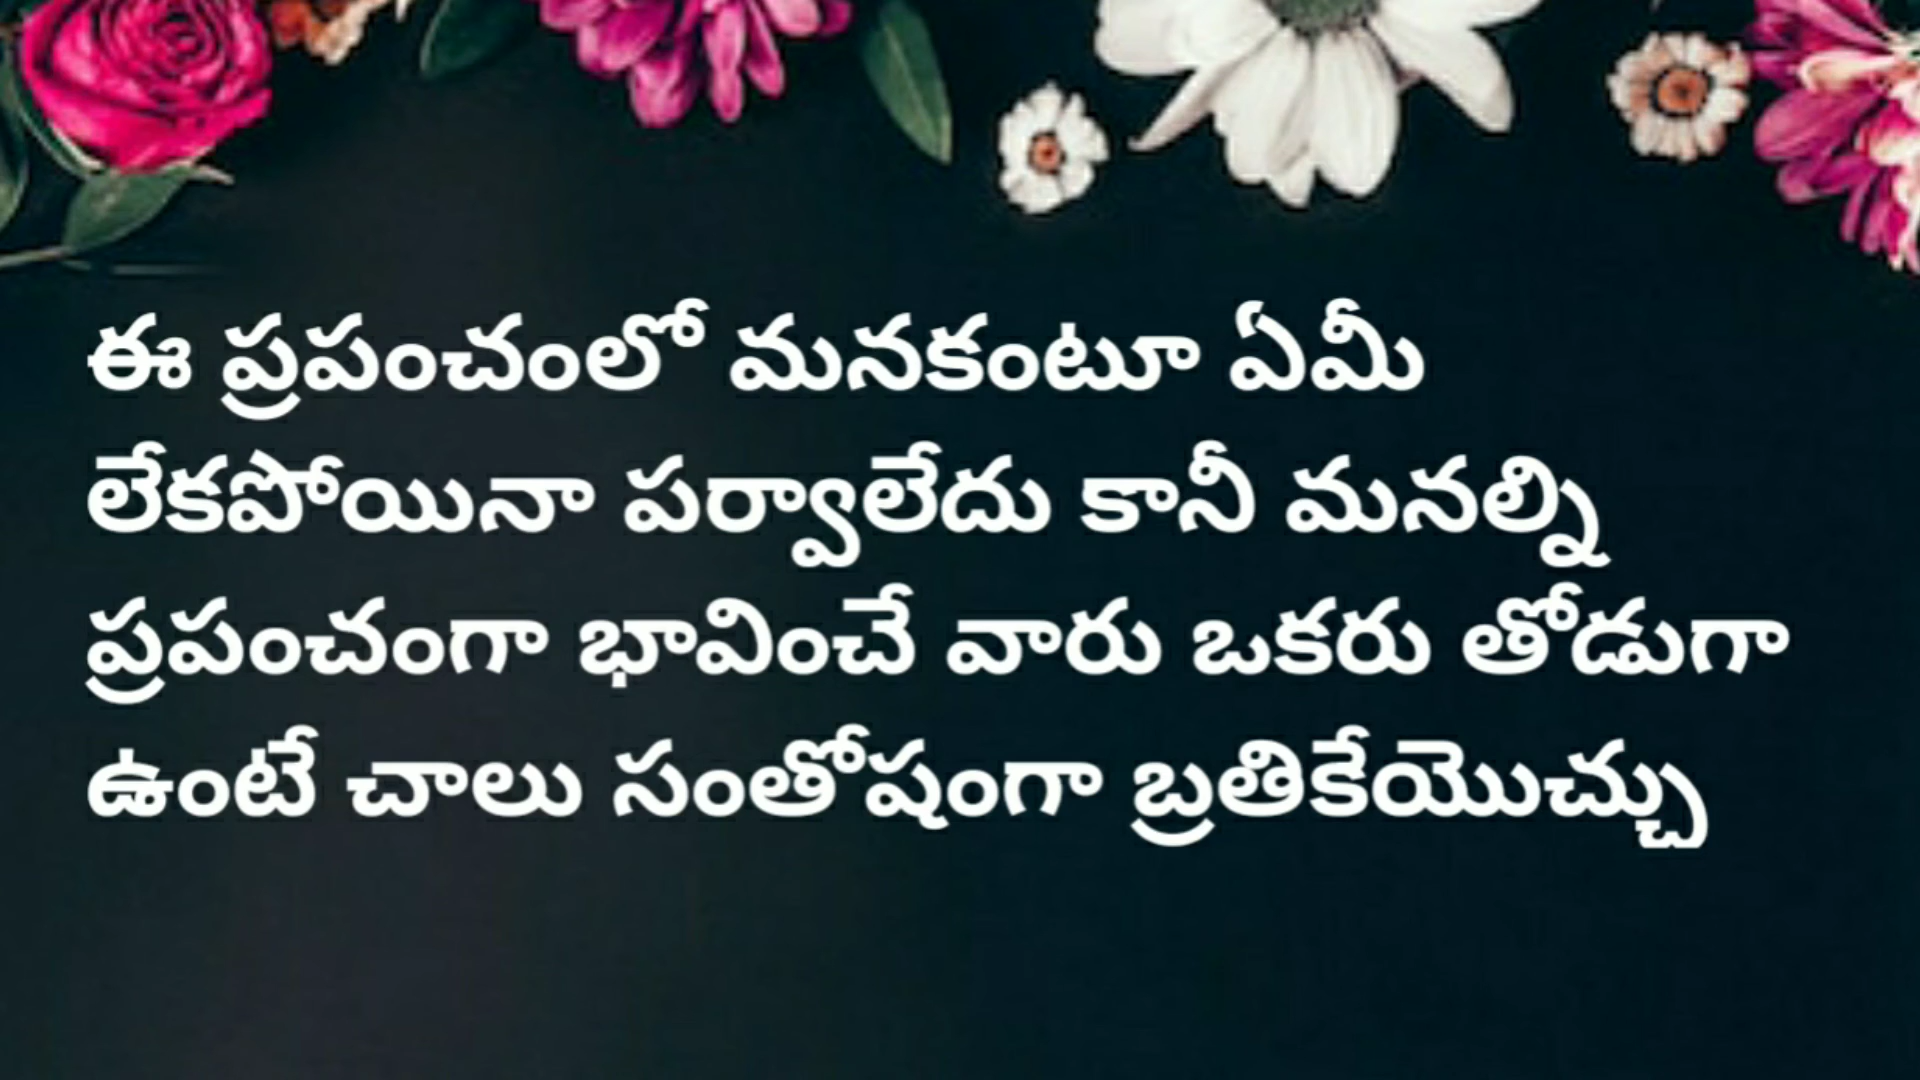 ఈ ప్రపంచంలో మనకంటూ ఏమీ
లేకపోయినా పర్వాలేదు కానీ మనల్ని
ప్రపంచంగా భావించే వారు ఒకరు తోడుగా
ఉంటే చాలు సంతోషంగా బ్రతికేయొచ్చు